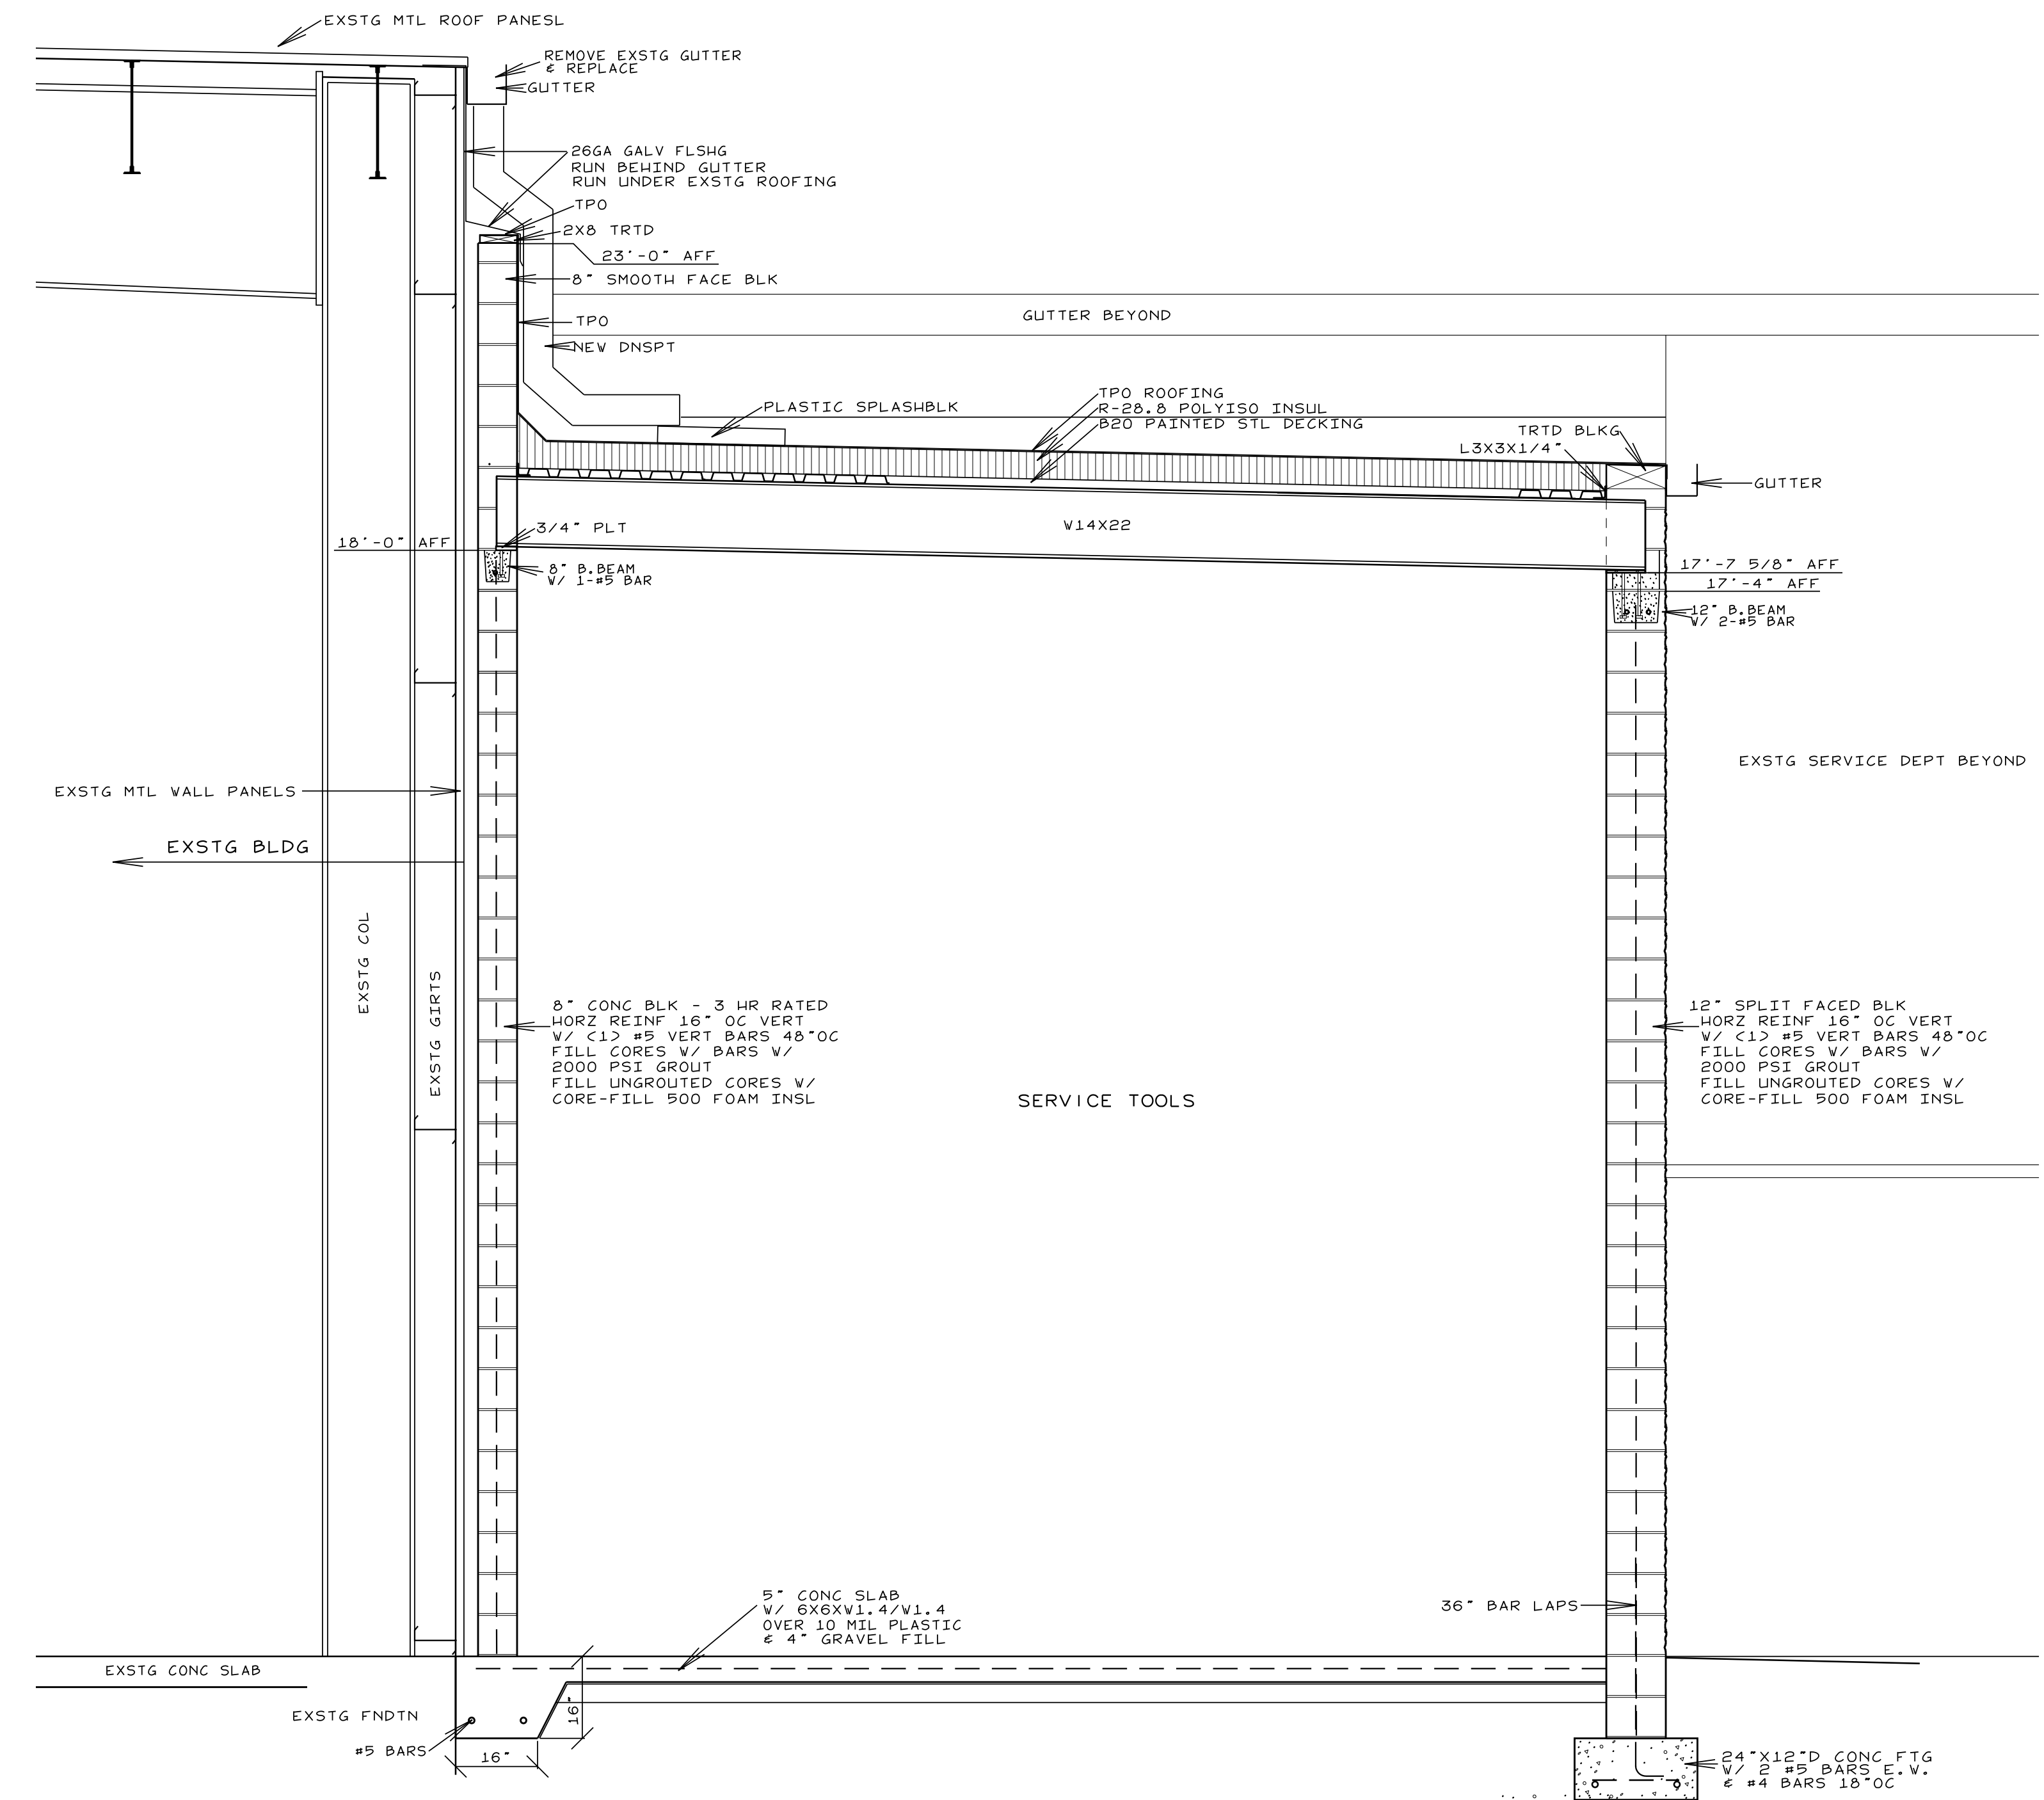 EXSTG MTL ROOF PANESL
REMOVE EXSTG GUTTER
& REPLACE
GUTTER
26GA GALV FLSHG
RUN BEHIND GUTTER
RUN UNDER EXSTG ROOFING
TPO
2X8 TRTD
23'-0" AFF
8" SMOOTH FACE BLK
TPO
NEW DNSPT
GUTTER BEYOND
PLASTIC SPLASHBLK
TPO ROOFING
R-28.8 POLYISO INSUL
B20 PAINTED STL DECKING
TRTD BLKG
L3X3X1/4"
GUTTER
W14X22
3/4" PLT
18'-0" AFF
8" B.BEAM
W/ 1-#5 BAR
17'-7 5/8" AFF
17'-4" AFF
12" B.BEAM
W/ 2-#5 BAR
EXSTG SERVICE DEPT BEYOND
EXSTG MTL WALL PANELS
EXSTG BLDG
EXSTG COL
EXSTG GIRTS
8" CONC BLK - 3 HR RATED
HORZ REINF 16" OC VERT
W/ (1) #5 VERT BARS 48"OC
FILL CORES W/ BARS W/
2000 PSI GROUT
FILL UNGROUTED CORES W/
CORE-FILL 500 FOAM INSL
SERVICE TOOLS
12" SPLIT FACED BLK
HORZ REINF 16" OC VERT
W/ (1) #5 VERT BARS 48"OC
FILL CORES W/ BARS W/
2000 PSI GROUT
FILL UNGROUTED CORES W/
CORE-FILL 500 FOAM INSL
5" CONC SLAB
W/ 6X6XW1.4/W1.4
OVER 10 MIL PLASTIC
& 4" GRAVEL FILL
36" BAR LAPS
EXSTG CONC SLAB
EXSTG FNDTN
#5 BARS
16"
16"
24"X12"D CONC FTG
W/ 2 #5 BARS E.W.
& #4 BARS 18"OC